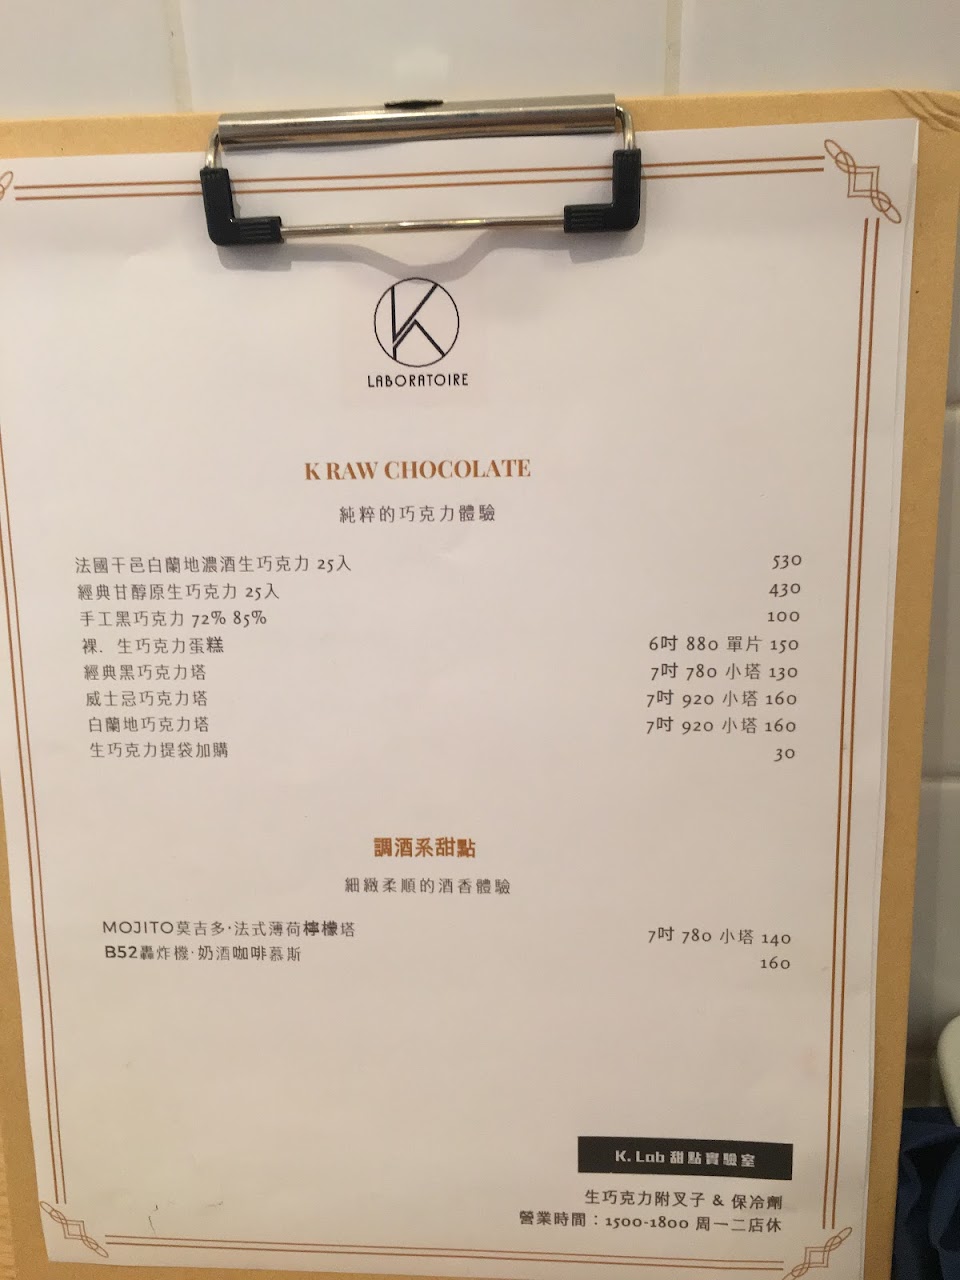 K
LABORATOIRE
K RAW CHOCOLATE
純粹的巧克力體驗
法國干邑白蘭地濃酒生巧克力 25入 530
經典甘醇原生巧克力 25入 430
手工黑巧克力 72% 85% 100
裸．生巧克力蛋糕 6吋 880 單片 150
經典黑巧克力塔 7吋 780 小塔 130
威士忌巧克力塔 7吋 920 小塔 160
白蘭地巧克力塔 7吋 920 小塔 160
生巧克力提袋加購 30
調酒系甜點
細緻柔順的酒香體驗
MOJITO莫吉多·法式薄荷檸檬塔 7吋 780 小塔 140
B52轟炸機·奶酒咖啡慕斯 160
K. Lab 甜點實驗室
生巧克力附叉子 & 保冷劑
營業時間：1500-1800 周一二店休